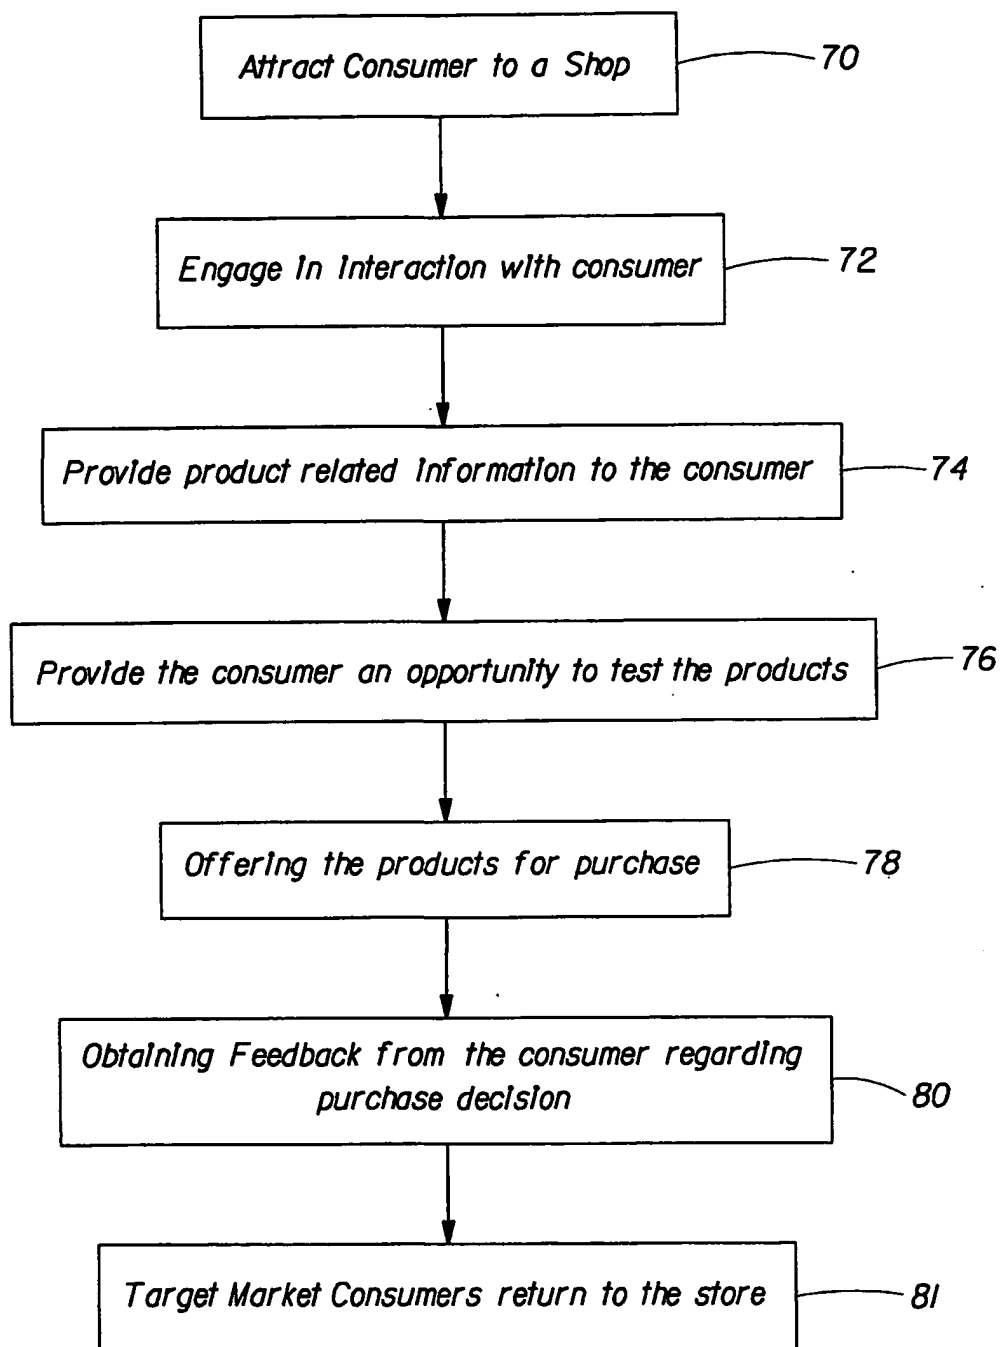 Attract Consumer to a Shop
70
Engage in interaction with consumer
72
Provide product related information to the consumer
74
Provide the consumer an opportunity to test the products
76
Offering the products for purchase
78
Obtaining Feedback from the consumer regarding
purchase decision
80
Target Market Consumers return to the store
81